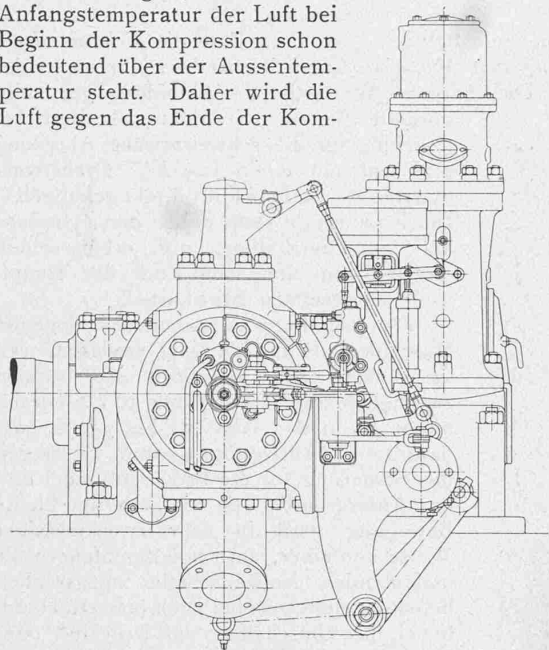 Anfangstemperatur der Luft bei
Beginn der Kompression schon
bedeutend über der Aussentem-
peratur steht. Daher wird die
Luft gegen das Ende der Kom-